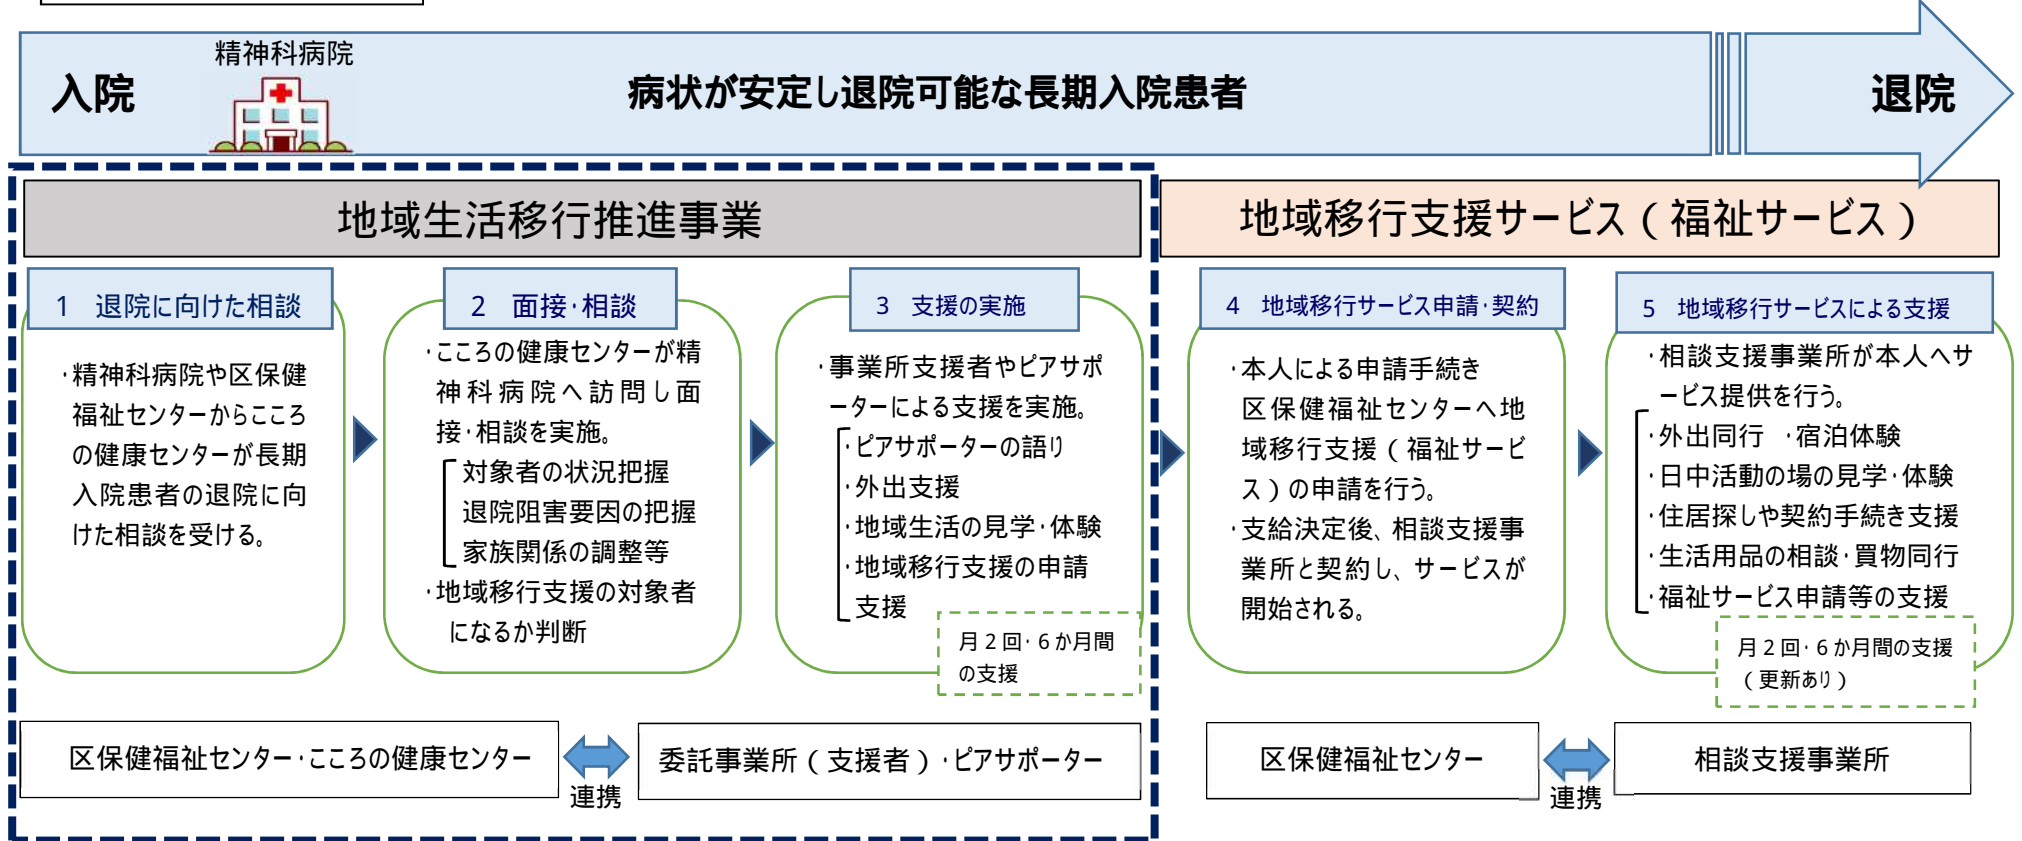 入院
精神科病院
病状が安定し退院可能な長期入院患者
退院
地域生活移行推進事業
地域移行支援サービス（福祉サービス）
1 退院に向けた相談
・精神科病院や区保健
福祉センターからこころ
の健康センターが長期
入院患者の退院に向
けた相談を受ける。
2 面接・相談
・こころの健康センターが精
神科病院へ訪問し面
接・相談を実施。
対象者の状況把握
退院阻害要因の把握
家族関係の調整等
・地域移行支援の対象者
になるか判断
3 支援の実施
・事業所支援者やピアサポ
ーターによる支援を実施。
・ピアサポーターの語り
・外出支援
・地域生活の見学・体験
・地域移行支援の申請
支援
月2回・6か月間
の支援
4 地域移行サービス申請・契約
・本人による申請手続き
区保健福祉センターへ地
域移行支援（福祉サービ
ス）の申請を行う。
・支給決定後、相談支援事
業所と契約し、サービスが
開始される。
5 地域移行サービスによる支援
・相談支援事業所が本人へサ
ービス提供を行う。
・外出同行 ・宿泊体験
・日中活動の場の見学・体験
・住居探しや契約手続き支援
・生活用品の相談・買物同行
・福祉サービス申請等の支援
月2回・6か月間の支援
（更新あり）
区保健福祉センター・こころの健康センター
連携
委託事業所（支援者）・ピアサポーター
区保健福祉センター
連携
相談支援事業所